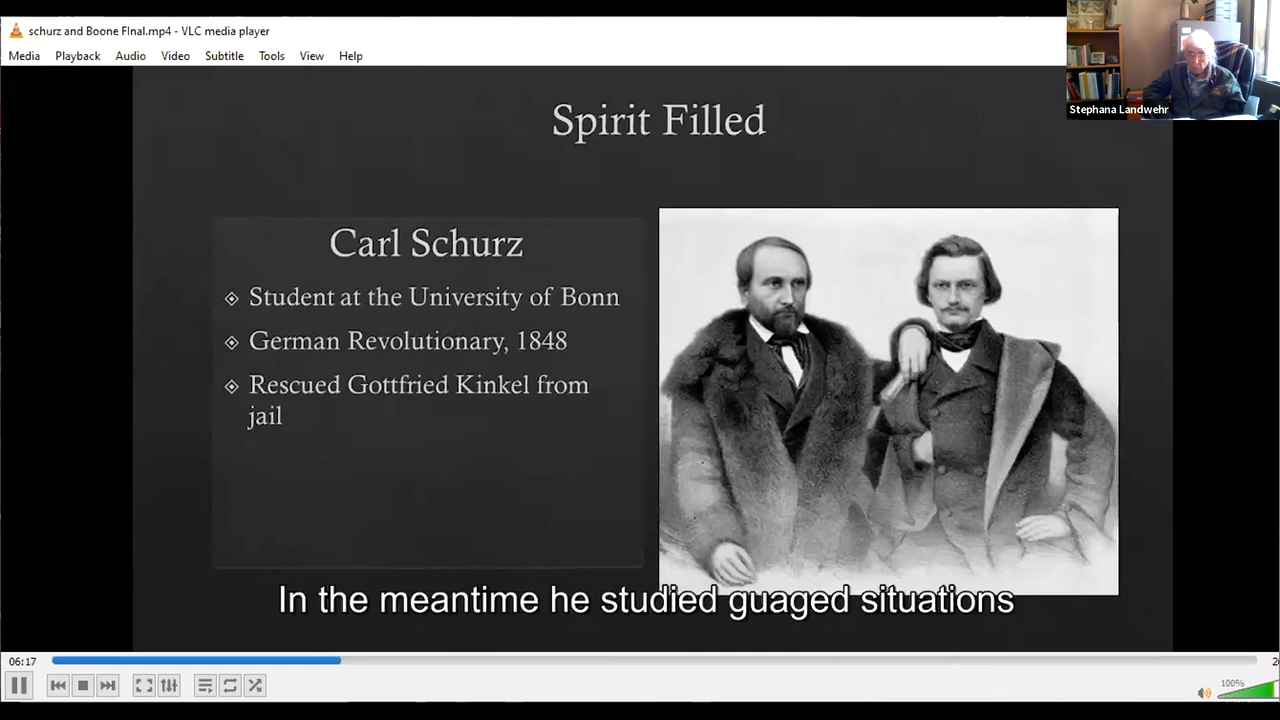 schurz and Boone FInal.mp4 - VLC media player
Media Playback Audio Video Subtitle Tools View Help
Stephana Landwehr
Spirit Filled
Carl Schurz
Student at the University of Bonn
German Revolutionary, 1848
Rescued Gottfried Kinkel from
jail
In the meantime he studied guaged situations
06:17
100%